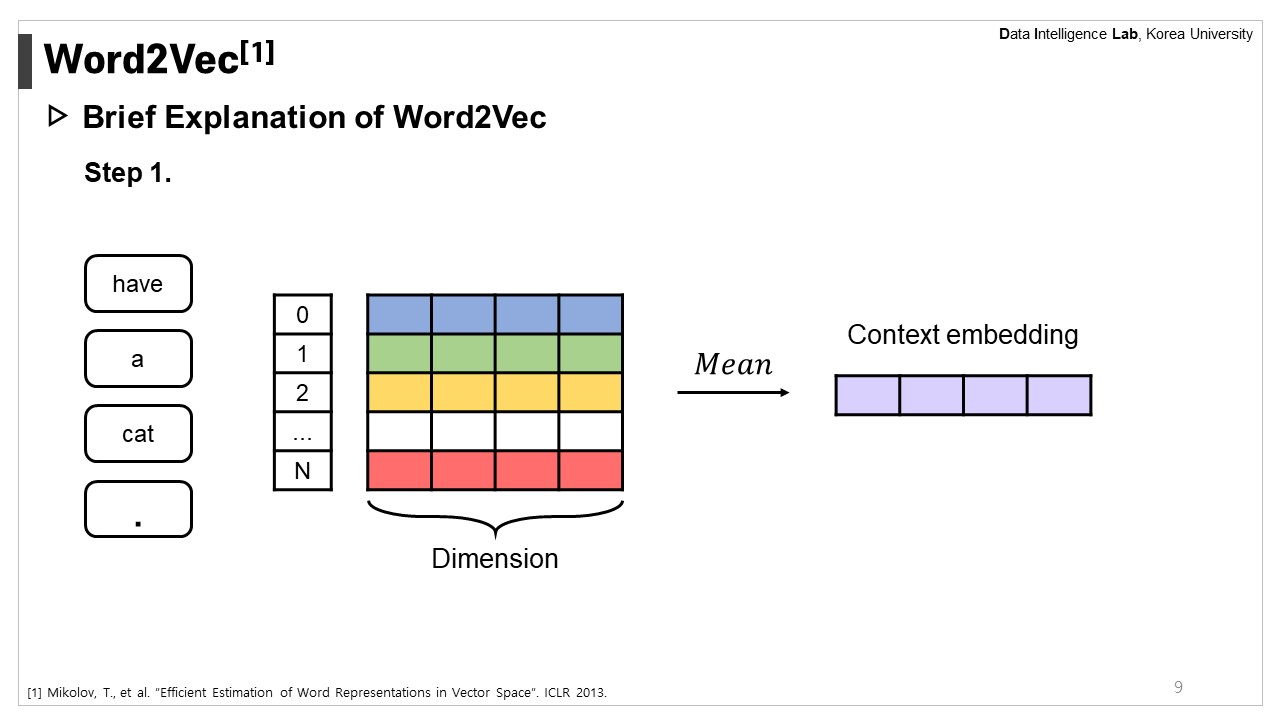 Data Intelligence Lab, Korea University
Word2Vec[1]
Brief Explanation of Word2Vec
Step 1.
have
a
cat
.
0
1
2
...
N
Dimension
Mean
Context embedding
[1] Mikolov, T., et al. "Efficient Estimation of Word Representations in Vector Space". ICLR 2013.
9